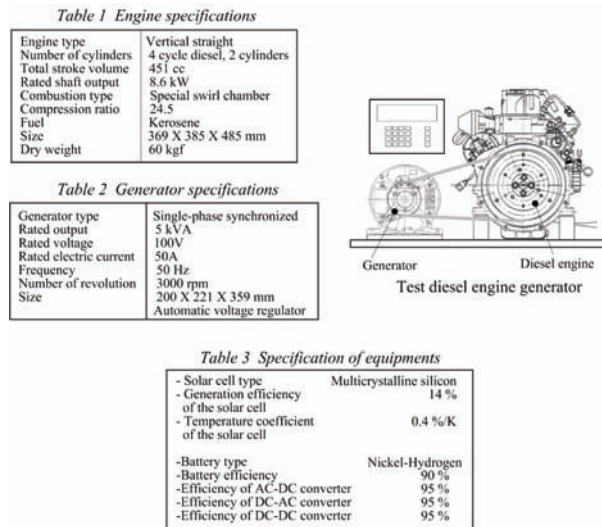 Table 1 Engine specifications
Engine type Vertical straight
Number of cylinders 4 cycle diesel, 2 cylinders
Total stroke volume 451 cc
Rated shaft output 8.6 kW
Combustion type Special swirl chamber
Compression ratio 24.5
Fuel Kerosene
Size 369 X 385 X 485 mm
Dry weight 60 kgf
Table 2 Generator specifications
Generator type Single-phase synchronized
Rated output 5 kVA
Rated voltage 100V
Rated electric current 50A
Frequency 50 Hz
Number of revolution 3000 rpm
Size 200 X 221 X 359 mm
Automatic voltage regulator
Generator Diesel engine
Test diesel engine generator
Table 3 Specification of equipments
- Solar cell type Multicrystalline silicon
- Generation efficiency 14 %
of the solar cell
- Temperature coefficient 0.4 %/K
of the solar cell
-Battery type Nickel-Hydrogen
-Battery efficiency 90 %
-Efficiency of AC-DC converter 95 %
-Efficiency of DC-AC converter 95 %
-Efficiency of DC-DC converter 95 %